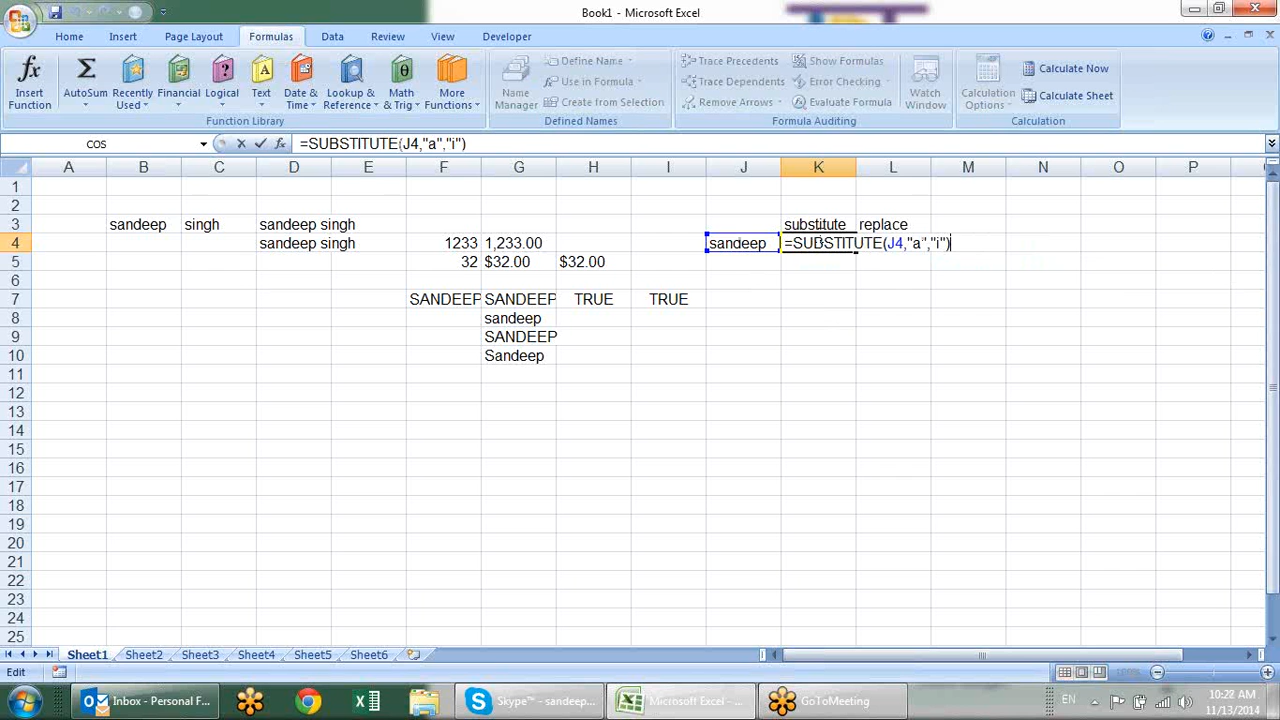 Book1 - Microsoft Excel
Home Insert Page Layout Formulas Data Review View Developer
Insert Function
AutoSum
Recently Used
Financial
Logical
Text
Date & Time
Lookup & Reference
Math & Trig
More Functions
Function Library
Name Manager
Define Name
Use in Formula
Create from Selection
Defined Names
Trace Precedents
Trace Dependents
Remove Arrows
Show Formulas
Error Checking
Evaluate Formula
Formula Auditing
Watch Window
Calculation Options
Calculate Now
Calculate Sheet
Calculation
COS =SUBSTITUTE(J4,"a","i")
A B C D E F G H I J K L M N O P
1
2
3 sandeep singh sandeep singh substitute replace
4 sandeep singh 1233 1,233.00 sandeep =SUBSTITUTE(J4,"a","i")
5 32 $32.00 $32.00
6
7 SANDEEP SANDEEP TRUE TRUE
8 sandeep
9 SANDEEP
10 Sandeep
11
12
13
14
15
16
17
18
19
20
21
22
23
24
25
Sheet1 Sheet2 Sheet3 Sheet4 Sheet5 Sheet6
Edit
Inbox - Personal F...
Skype™ - sandeep...
Microsoft Excel - ...
GoToMeeting
EN
10:28 AM
11/13/2014